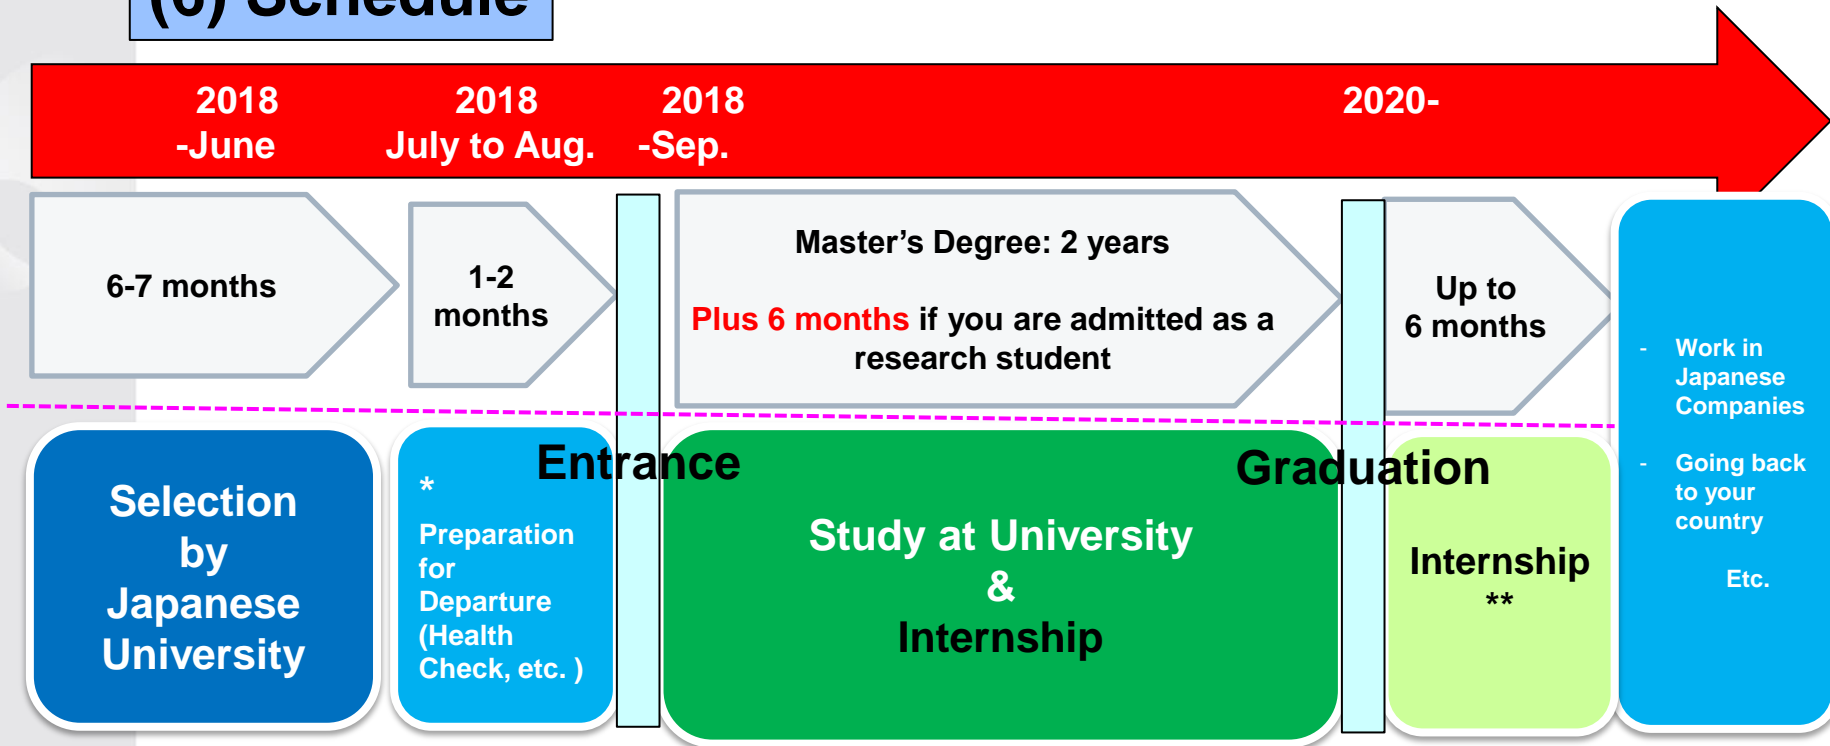 (6) Schedule
2018
-June
2018
July to Aug.
2018
-Sep.
2020-
6-7 months
1-2
months
Master’s Degree: 2 years
Plus 6 months if you are admitted as a
research student
Up to
6 months
Entrance
Graduation
Selection
by
Japanese
University
*
Preparation
for
Departure
(Health
Check, etc. )
Study at University
&
Internship
Internship
**
- Work in
Japanese
Companies
- Going back
to your
country
Etc.